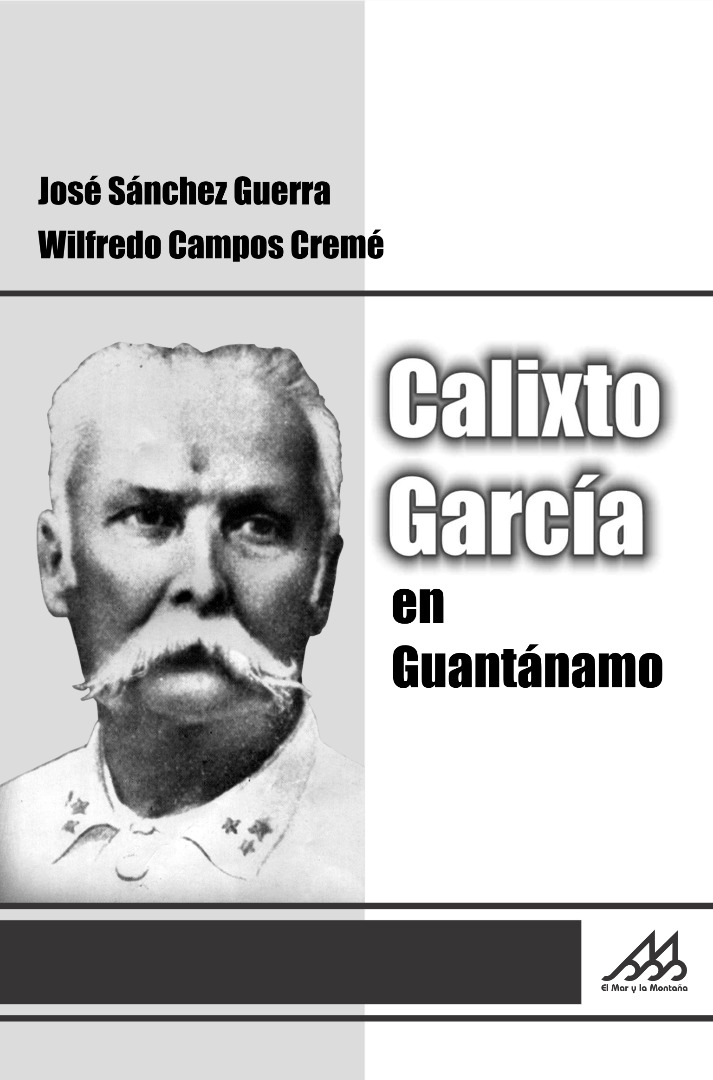 José Sánchez Guerra
Wilfredo Campos Cremé
Calixto
García
en
Guantánamo
El Mar y la Montaña